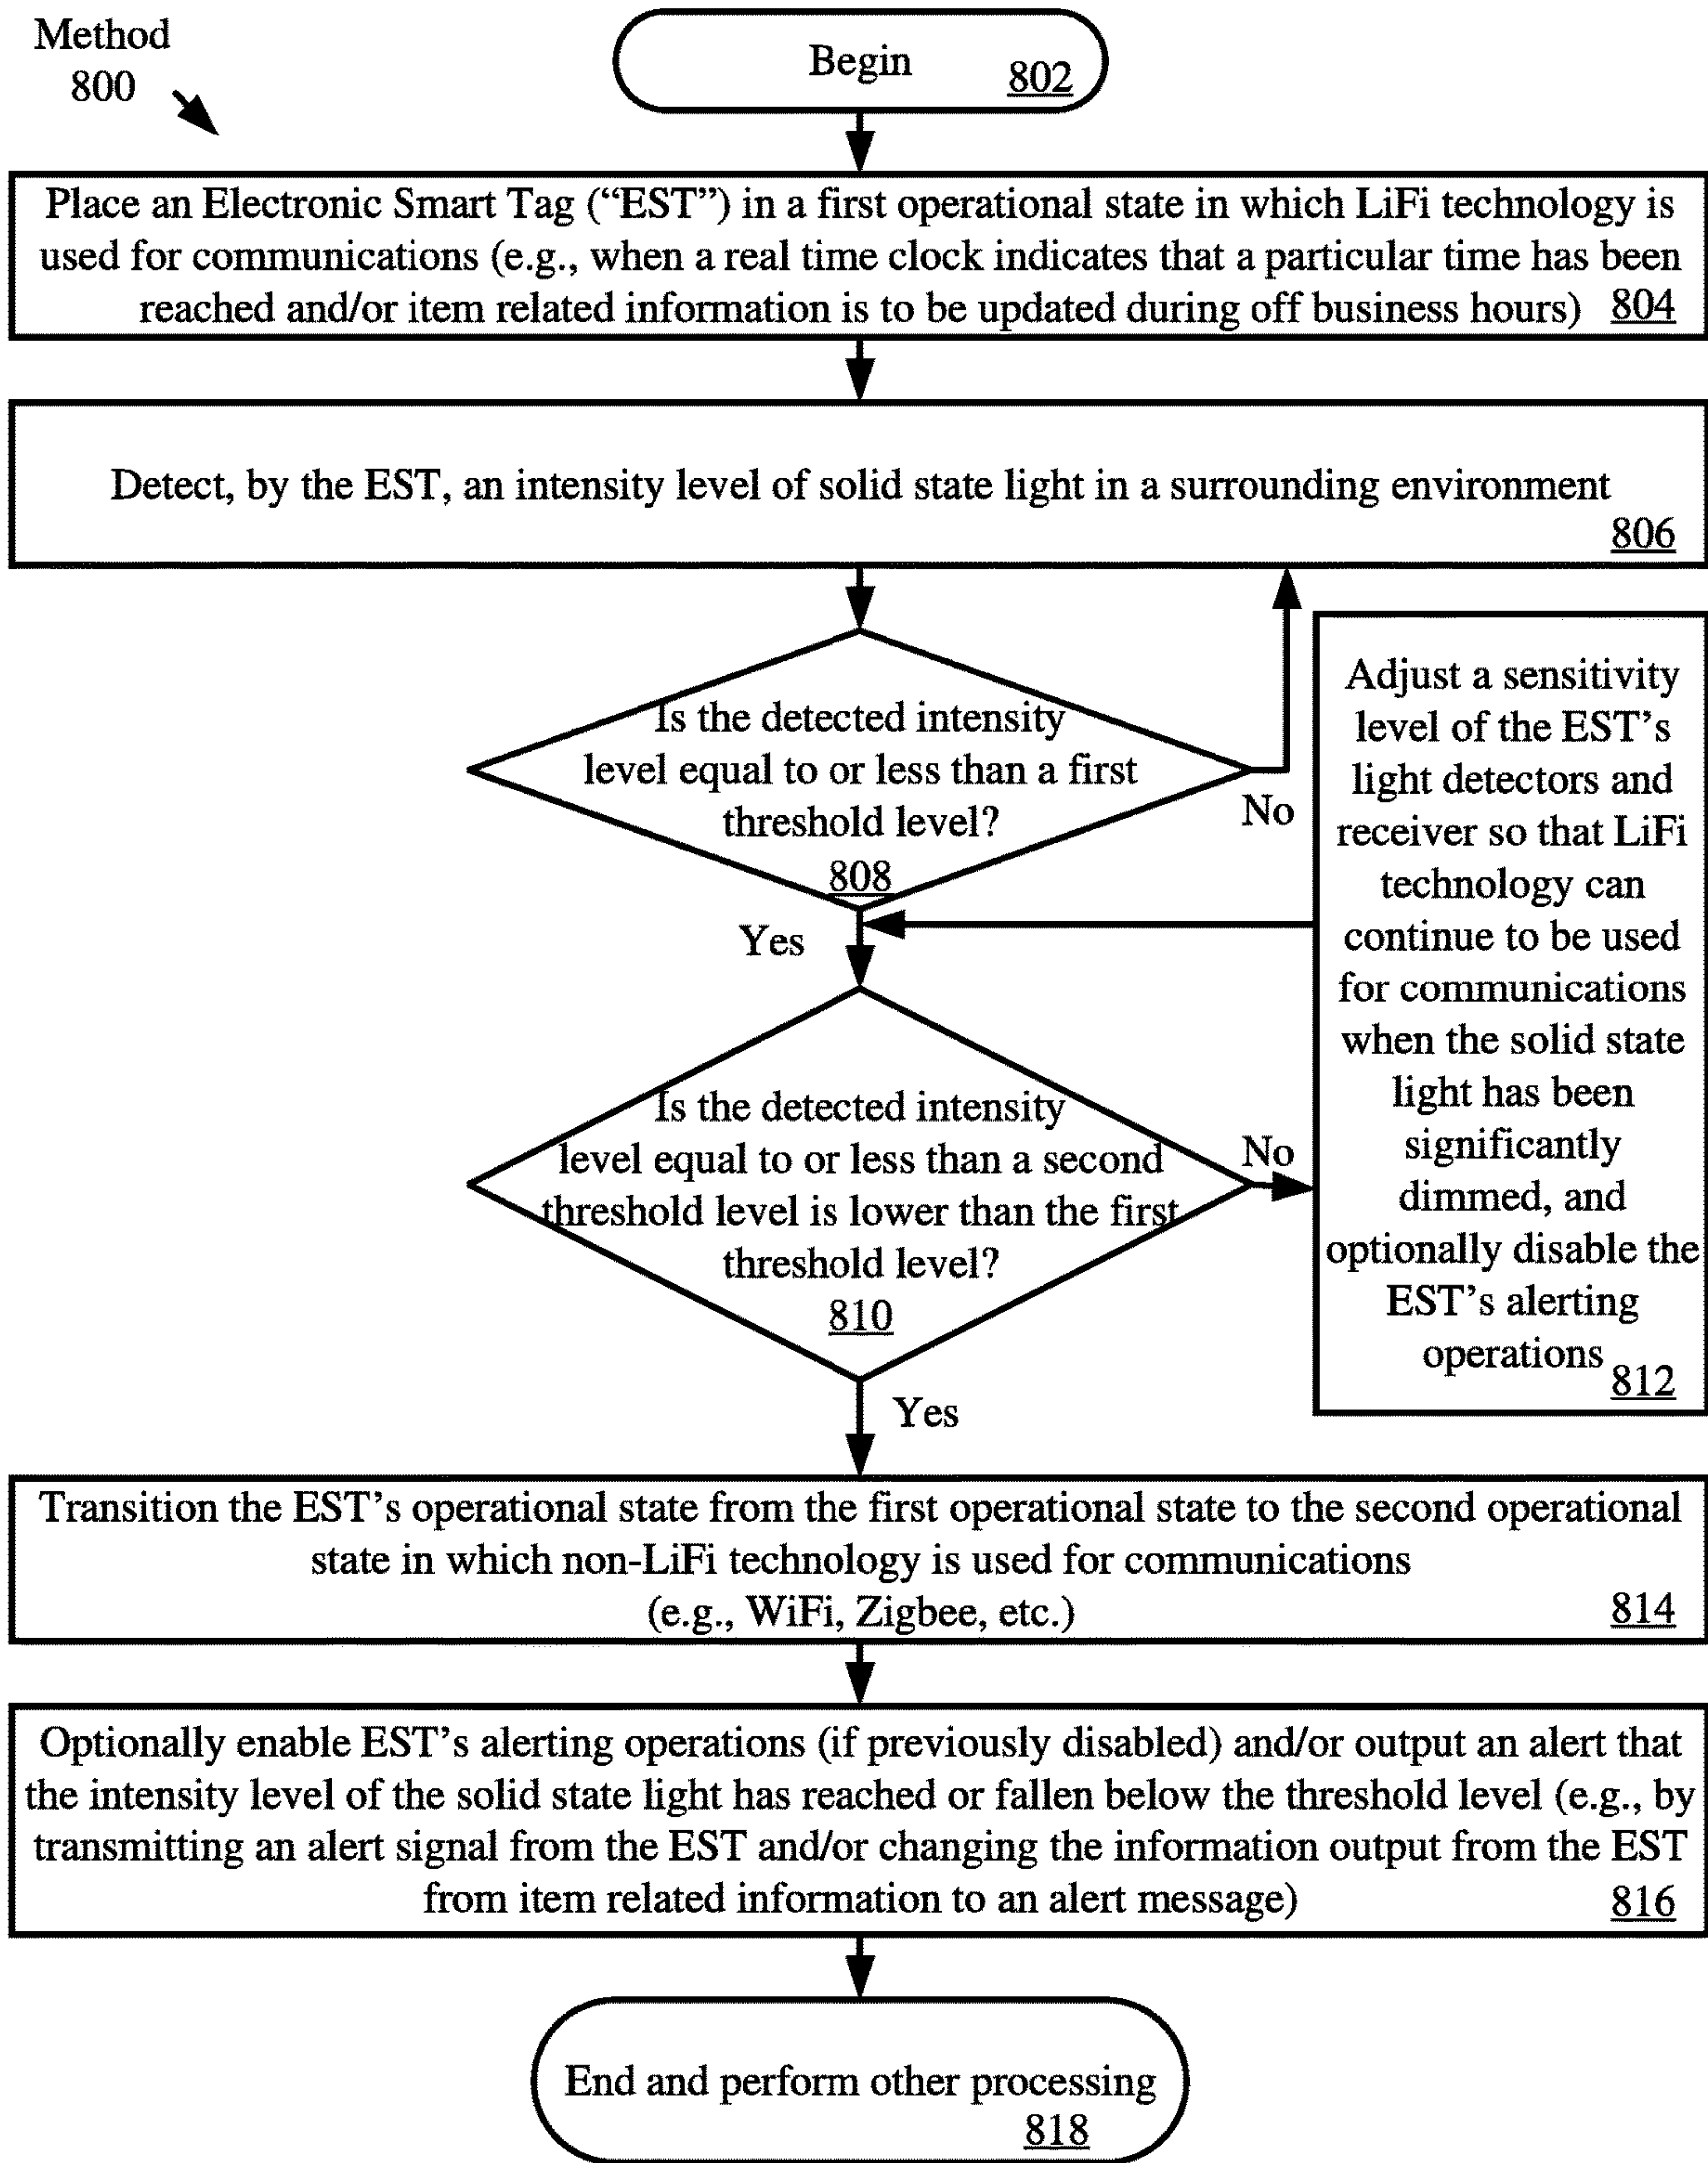 Method
800
Begin 802
Place an Electronic Smart Tag (“EST”) in a first operational state in which LiFi technology is
used for communications (e.g., when a real time clock indicates that a particular time has been
reached and/or item related information is to be updated during off business hours) 804
Detect, by the EST, an intensity level of solid state light in a surrounding environment
806
Is the detected intensity
level equal to or less than a first
threshold level?
808
No
Yes
Is the detected intensity
level equal to or less than a second
threshold level is lower than the first
threshold level?
810
No
Yes
Adjust a sensitivity
level of the EST’s
light detectors and
receiver so that LiFi
technology can
continue to be used
for communications
when the solid state
light has been
significantly
dimmed, and
optionally disable the
EST’s alerting
operations 812
Transition the EST’s operational state from the first operational state to the second operational
state in which non-LiFi technology is used for communications
(e.g., WiFi, Zigbee, etc.) 814
Optionally enable EST’s alerting operations (if previously disabled) and/or output an alert that
the intensity level of the solid state light has reached or fallen below the threshold level (e.g., by
transmitting an alert signal from the EST and/or changing the information output from the EST
from item related information to an alert message) 816
End and perform other processing
818